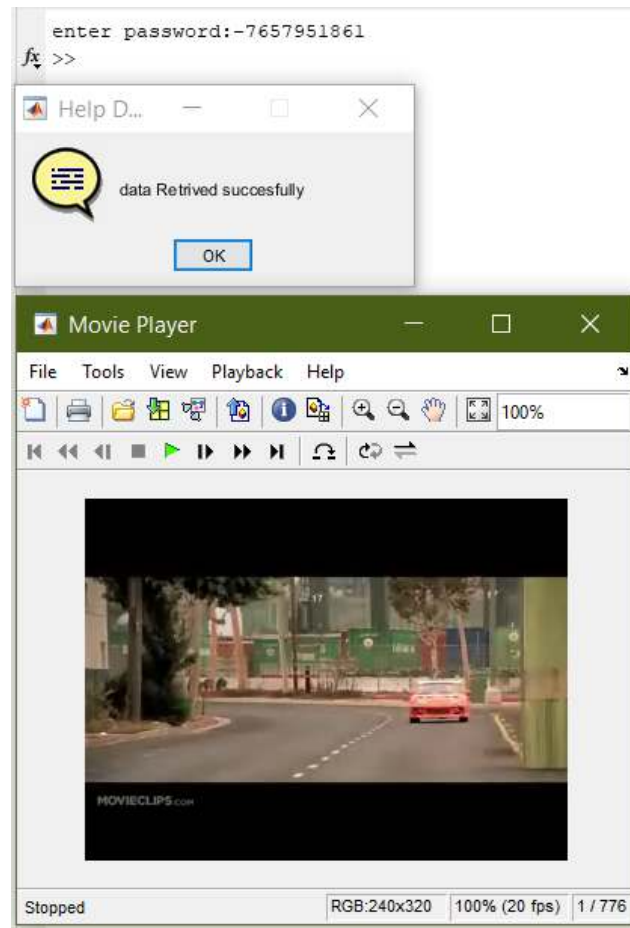 enter password:-7657951861
fx >>
Help D...
data Retrived succesfully
OK
Movie Player
File Tools View Playback Help
100%
17
MOVIECLIPS.COM
Stopped RGB:240x320 100% (20 fps) 1 / 776